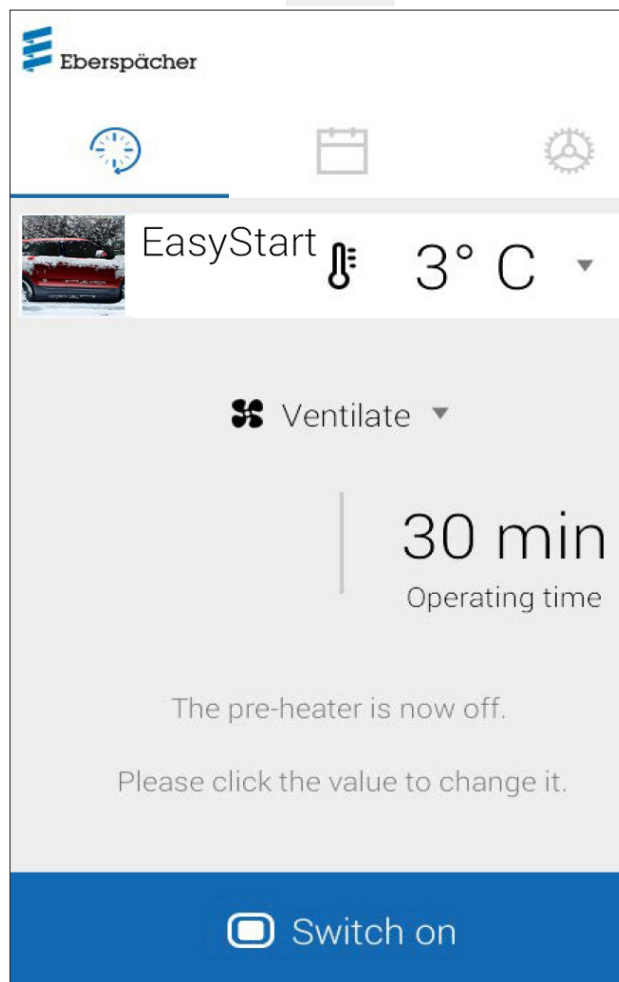 Eberspächer
EasyStart
3° C
Ventilate
30 min
Operating time
The pre-heater is now off.
Please click the value to change it.
Switch on